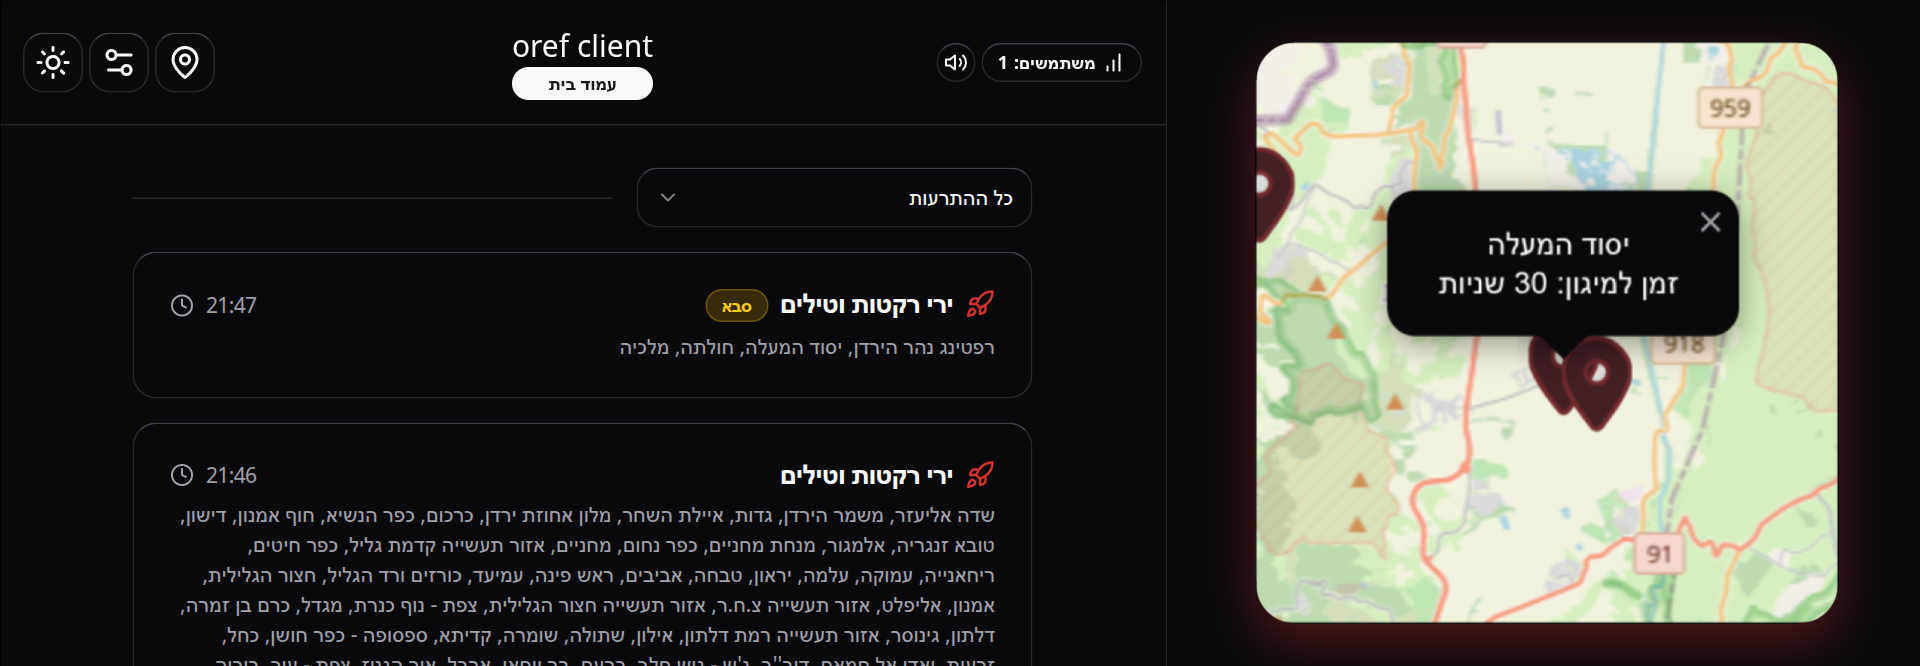 oref client
עמוד בית
משתמשים: 1
כל ההתרעות
ירי רקטות וטילים סבא 21:47
רפטינג נהר הירדן, יסוד המעלה, חולתה, מלכיה
ירי רקטות וטילים 21:46
שדה אליעזר, משמר הירדן, גדות, איילת השחר, מלון אחוזת ירדן, כרכום, כפר הנשיא, חוף אמנון, דישון,
טובא זנגריה, אלמגור, מנחת מחניים, כפר נחום, מחניים, אזור תעשייה קדמת גליל, כפר חיטים,
ריחאנייה, עמוקה, עלמה, יראון, טבחה, אביבים, ראש פינה, עמיעד, כורזים ורד הגליל, חצור הגלילית,
אמנון, אליפלט, אזור תעשייה צ.ח.ר, אזור תעשייה חצור הגלילית, צפת - נוף כנרת, מגדל, כרם בן זמרה,
דלתון, גינוסר, אזור תעשייה רמת דלתון, אילון, שתולה, שומרה, קדיתא, ספסופה - כפר חושן, כחל,
959
יסוד המעלה
זמן למיגון: 30 שניות
918
91